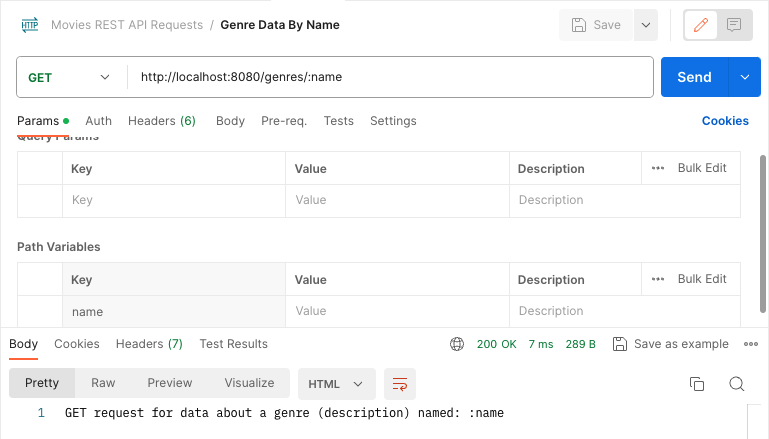 HTTP Movies REST API Requests / Genre Data By Name Save
GET http://localhost:8080/genres/:name Send
Params Auth Headers (6) Body Pre-req. Tests Settings Cookies
Query Params
Key Value Description Bulk Edit
Key Value Description
Path Variables
Key Value Description Bulk Edit
name Value Description
Body Cookies Headers (7) Test Results 200 OK 7 ms 289 B Save as example
Pretty Raw Preview Visualize HTML
1 GET request for data about a genre (description) named: :name